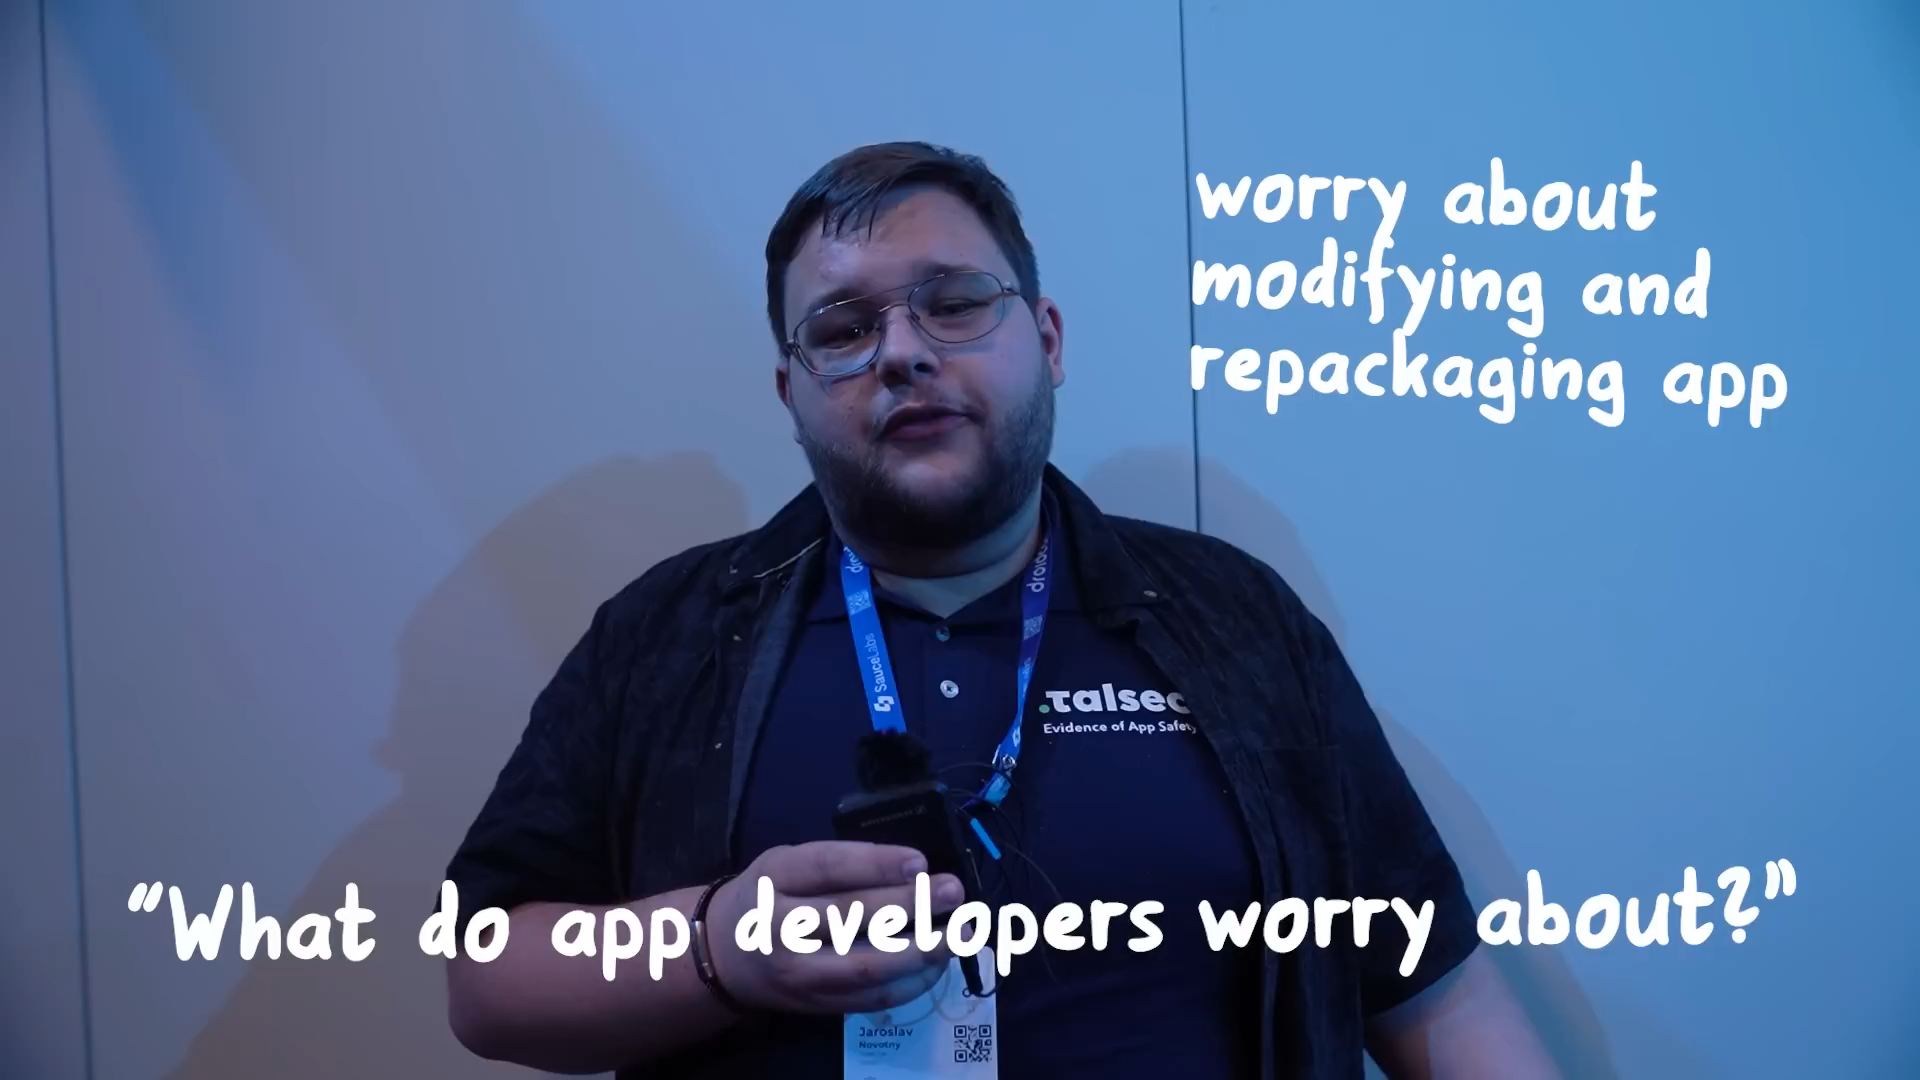 worry about
modifying and
repackaging app
SauceLabs
.talsec
Evidence of App Safety
"What do app developers worry about?"
Jaroslav
Novotny